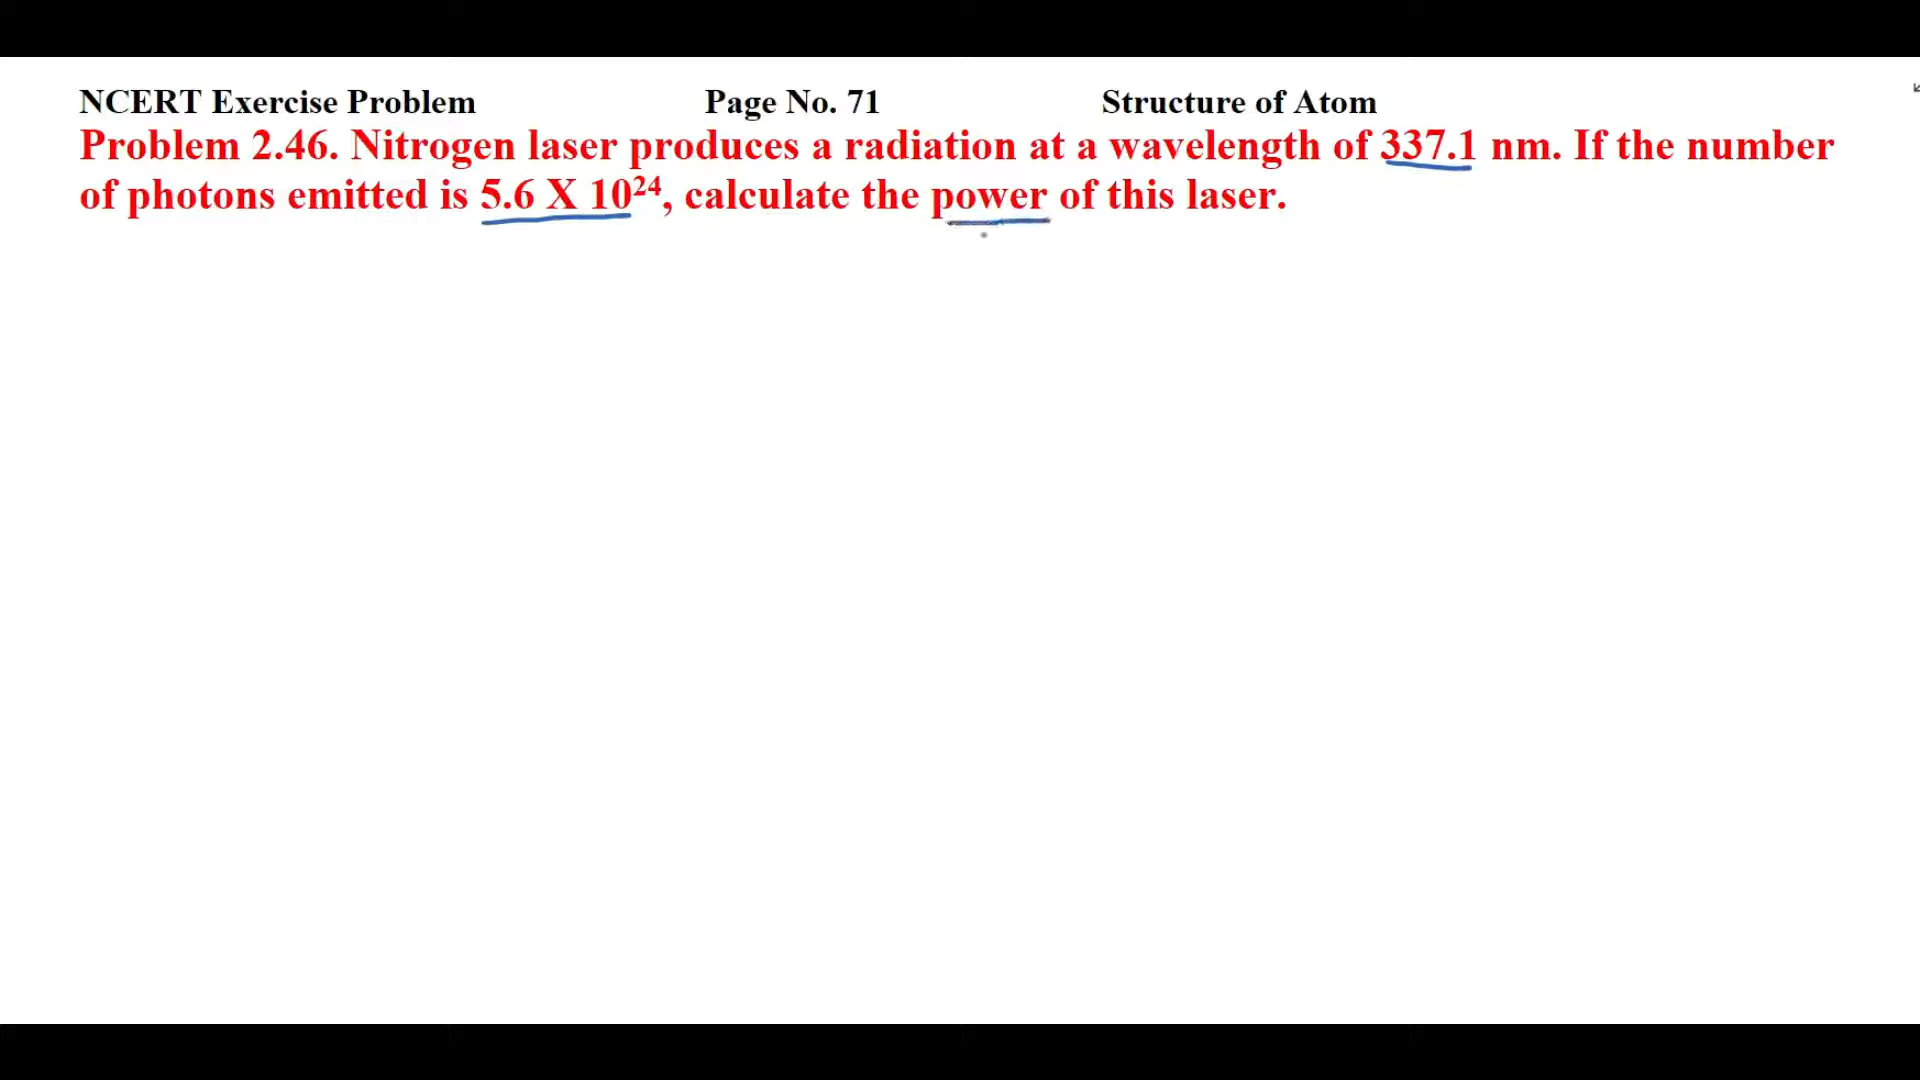 NCERT Exercise Problem Page No. 71 Structure of Atom
Problem 2.46. Nitrogen laser produces a radiation at a wavelength of 337.1 nm. If the number
of photons emitted is 5.6 X 10²⁴, calculate the power of this laser.